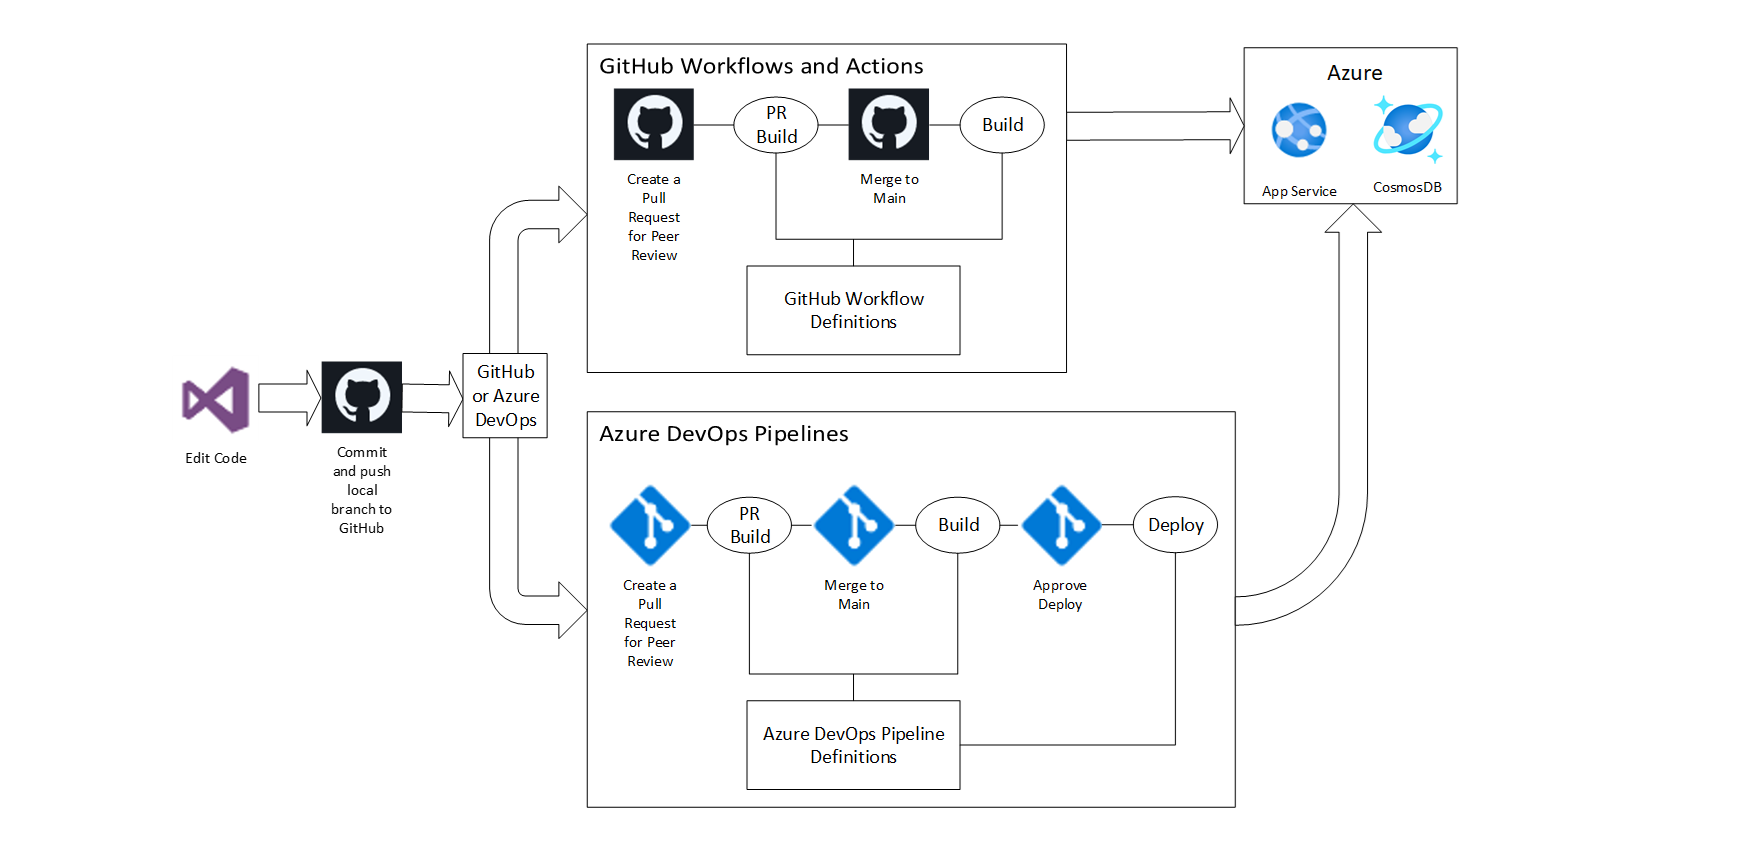 GitHub Workflows and Actions
PR
Build
Build
Create a
Pull
Request
for Peer
Review
Merge to
Main
GitHub Workflow
Definitions
Azure
App Service
CosmosDB
Edit Code
Commit
and push
local
branch to
GitHub
GitHub
or Azure
DevOps
Azure DevOps Pipelines
PR
Build
Build
Deploy
Create a
Pull
Request
for Peer
Review
Merge to
Main
Approve
Deploy
Azure DevOps Pipeline
Definitions